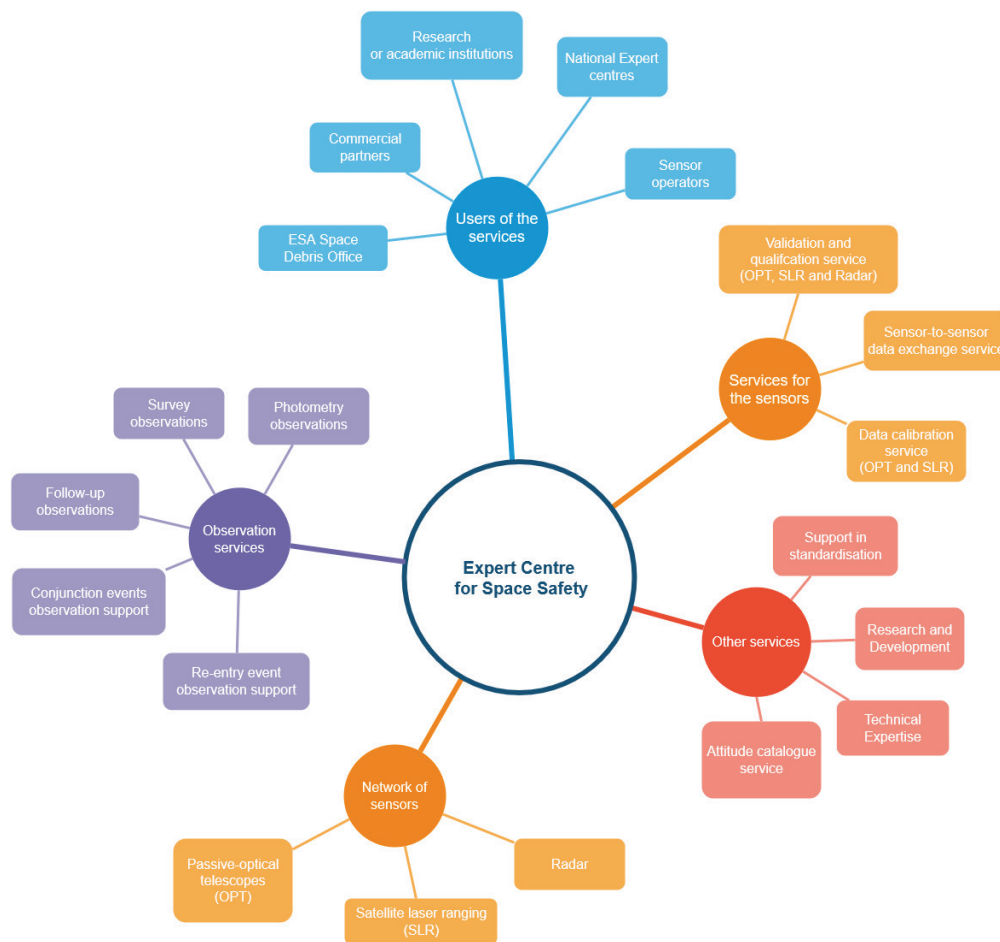 Research
or academic institutions
National Expert
centres
Commercial
partners
Sensor
operators
Users of the
services
ESA Space
Debris Office
Validation and
qualifcation service
(OPT, SLR and Radar)
Sensor-to-sensor
data exchange service
Services for
the sensors
Data calibration
service
(OPT and SLR)
Survey
observations
Photometry
observations
Follow-up
observations
Observation
services
Conjunction events
observation support
Re-entry event
observation support
Expert Centre
for Space Safety
Support in
standardisation
Other services
Research and
Development
Technical
Expertise
Attitude catalogue
service
Network of
sensors
Passive-optical
telescopes
(OPT)
Satellite laser ranging
(SLR)
Radar